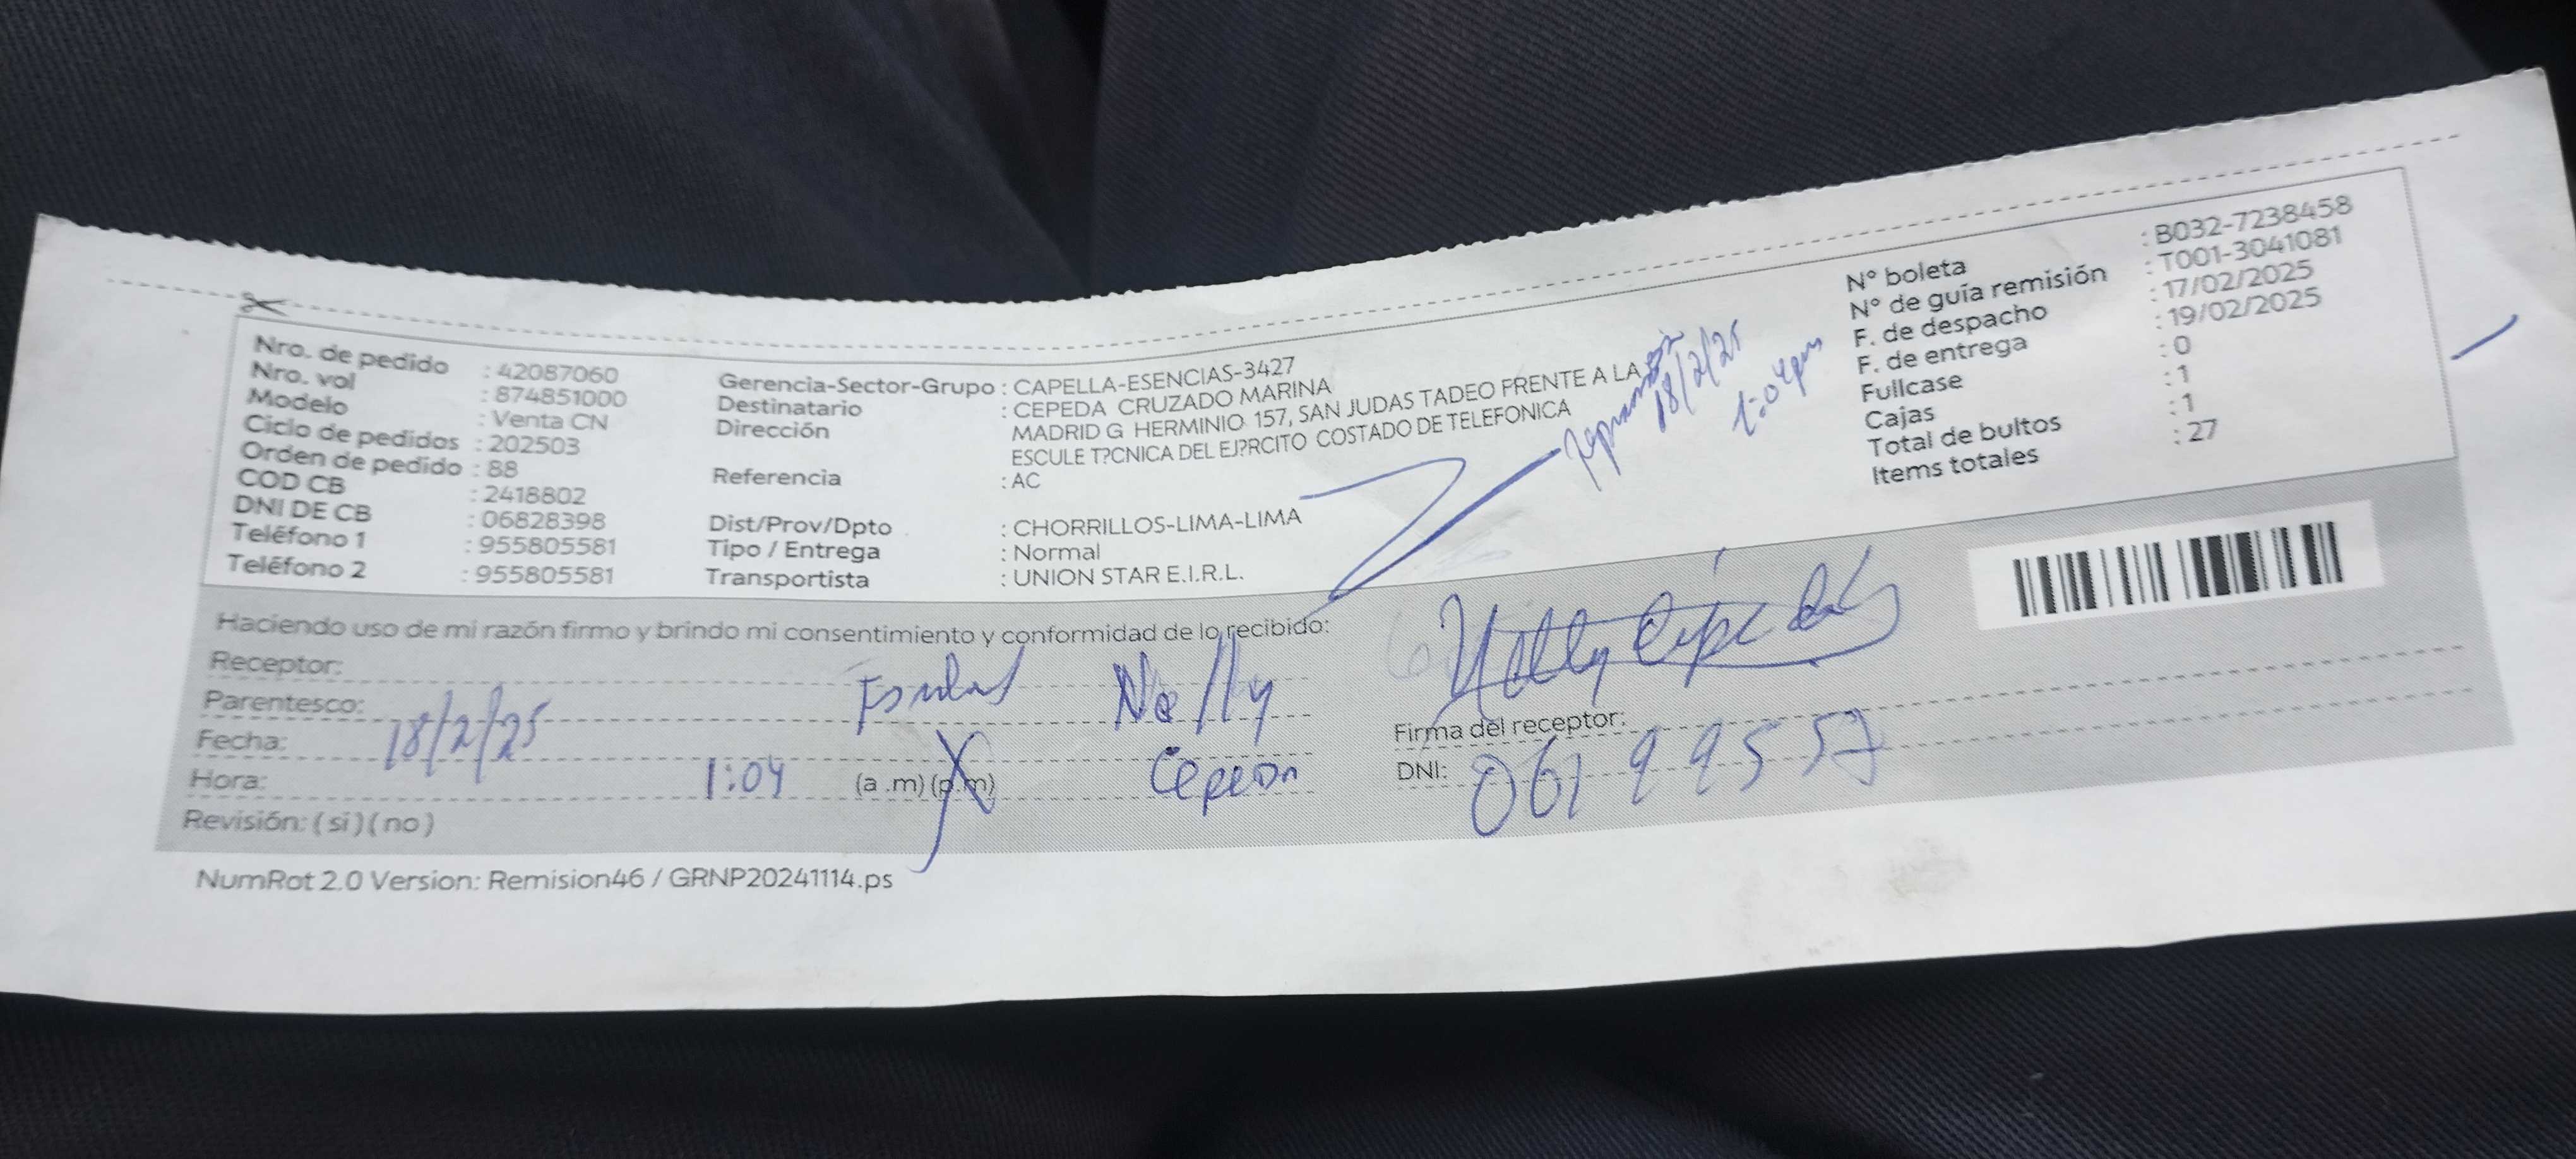 Nro. de pedido : 42087060
Nro. vol : 874851000
Modelo : Venta CN
Ciclo de pedidos : 202503
Orden de pedido : 88
COD CB : 2418802
DNI DE CB : 06828398
Teléfono 1 : 955805581
Teléfono 2 : 955805581
Gerencia-Sector-Grupo : CAPELLA-ESENCIAS-3427
Destinatario : CEPEDA CRUZADO MARINA
Dirección : MADRID G HERMINIO 157, SAN JUDAS TADEO FRENTE A LA
ESCULE T?CNICA DEL EJ?RCITO COSTADO DE TELEFONICA
Referencia : AC
Dist/Prov/Dpto : CHORRILLOS-LIMA-LIMA
Tipo / Entrega : Normal
Transportista : UNION STAR E.I.R.L.
18/2/25
1:04pm
N° boleta : B032-7238458
N° de guía remisión : T001-3041081
F. de despacho : 17/02/2025
F. de entrega : 19/02/2025
Fullcase : 0
Cajas : 1
Total de bultos : 1
Items totales : 27
Haciendo uso de mi razón firmo y brindo mi consentimiento y conformidad de lo recibido:
Receptor: Nelly
Parentesco:
Fecha: 18/2/25
Hora: 1:04 (a.m) (p.m)
Revisión: ( si ) ( no )
Firma del receptor:
DNI:
NumRot 2.0 Version: Remision46 / GRNP20241114.ps